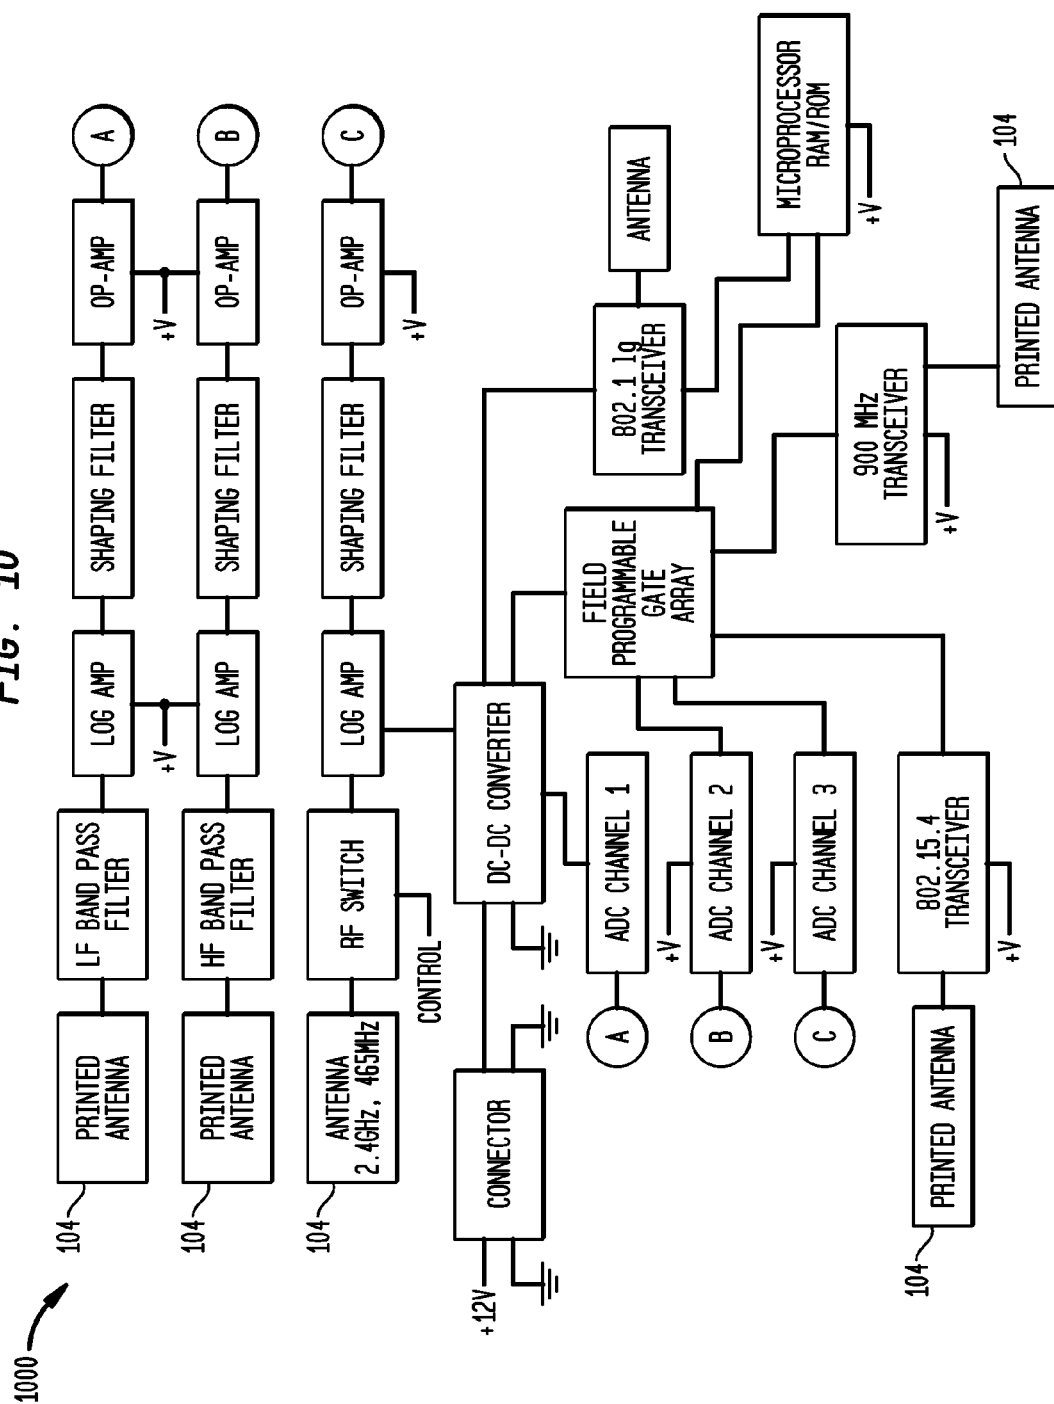 FIG. 10
1000
104
PRINTED
ANTENNA
LF BAND PASS
FILTER
LOG AMP
SHAPING FILTER
OP-AMP
A
+V
+V
104
PRINTED
ANTENNA
HF BAND PASS
FILTER
LOG AMP
SHAPING FILTER
OP-AMP
B
104
ANTENNA
2.4GHz, 465MHz
RF SWITCH
LOG AMP
SHAPING FILTER
OP-AMP
C
CONTROL
+V
+12V
CONNECTOR
DC-DC CONVERTER
802.1 lg
TRANSCEIVER
ANTENNA
FIELD
PROGRAMMABLE
GATE
ARRAY
MICROPROCESSOR
RAM/ROM
+V
A
ADC CHANNEL 1
+V
B
ADC CHANNEL 2
+V
C
ADC CHANNEL 3
900 MHz
TRANSCEIVER
+V
104
PRINTED ANTENNA
802.15.4
TRANSCEIVER
+V
104
PRINTED ANTENNA